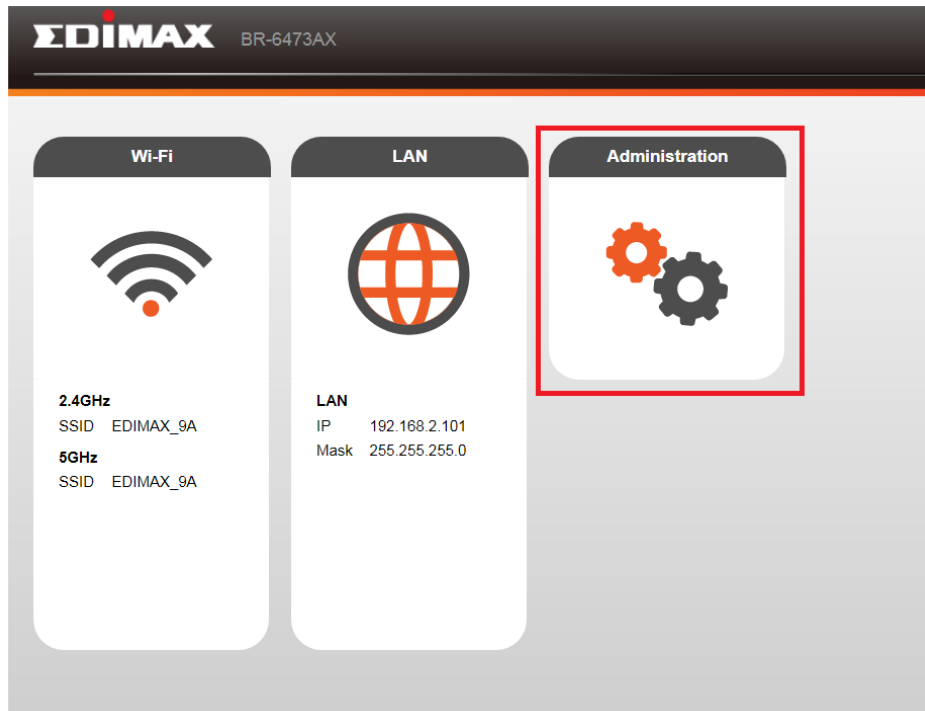 EDIMAX BR-6473AX
Wi-Fi
2.4GHz
SSID EDIMAX_9A
5GHz
SSID EDIMAX_9A
LAN
LAN
IP 192.168.2.101
Mask 255.255.255.0
Administration